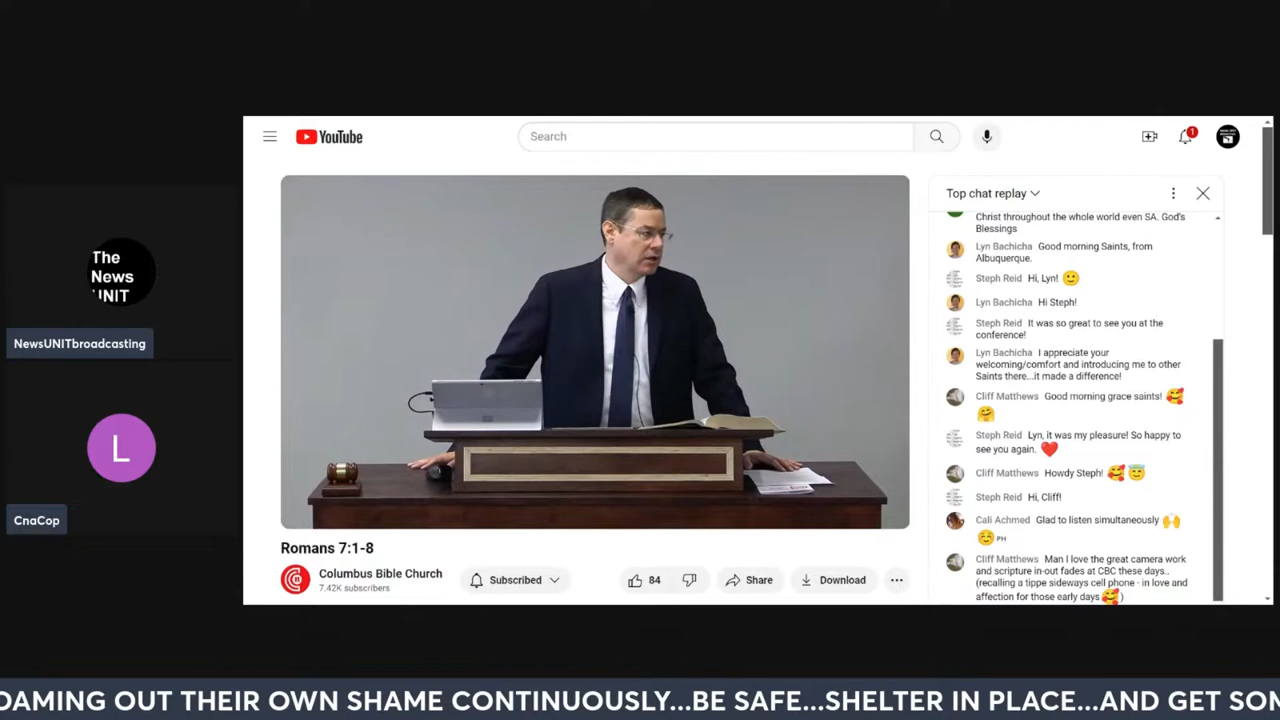 YouTube
Search
1
The
News
UNIT
NewsUNITbroadcasting
L
CnaCop
Top chat replay
Christ throughout the whole world even SA. God's
Blessings
Lyn Bachicha Good morning Saints, from
Albuquerque.
Steph Reid Hi, Lyn!
Lyn Bachicha Hi Steph!
Steph Reid It was so great to see you at the
conference!
Lyn Bachicha I appreciate your
welcoming/comfort and introducing me to other
Saints there...it made a difference!
Cliff Matthews Good morning grace saints!
Steph Reid Lyn, it was my pleasure! So happy to
see you again.
Cliff Matthews Howdy Steph!
Steph Reid Hi, Cliff!
Cali Achmed Glad to listen simultaneously
PH
Cliff Matthews Man I love the great camera work
and scripture in-out fades at CBC these days..
(recalling a tippe sideways cell phone - in love and
affection for those early days )
Romans 7:1-8
Columbus Bible Church
7.42K subscribers
Subscribed
84
Share
Download
OAMING OUT THEIR OWN SHAME CONTINUOUSLY...BE SAFE...SHELTER IN PLACE...AND GET SOM